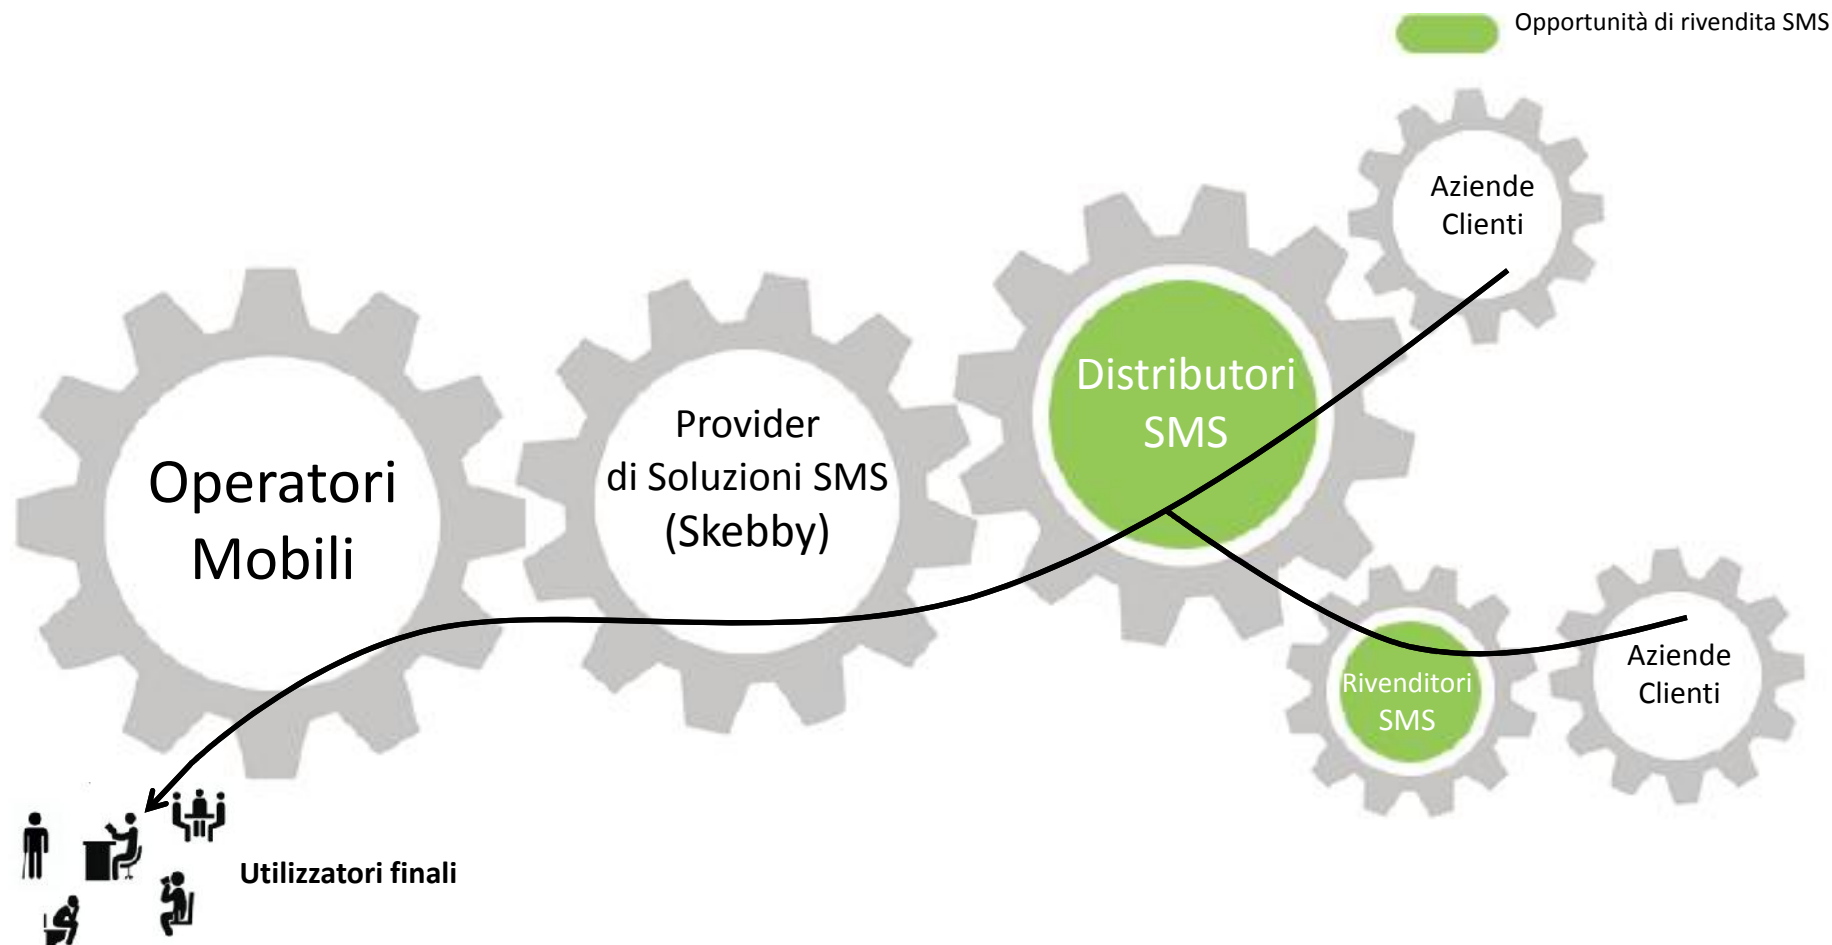 Opportunità di rivendita SMS
Aziende
Clienti
Distributori
SMS
Provider
di Soluzioni SMS
(Skebby)
Operatori
Mobili
Rivenditori
SMS
Aziende
Clienti
Utilizzatori finali